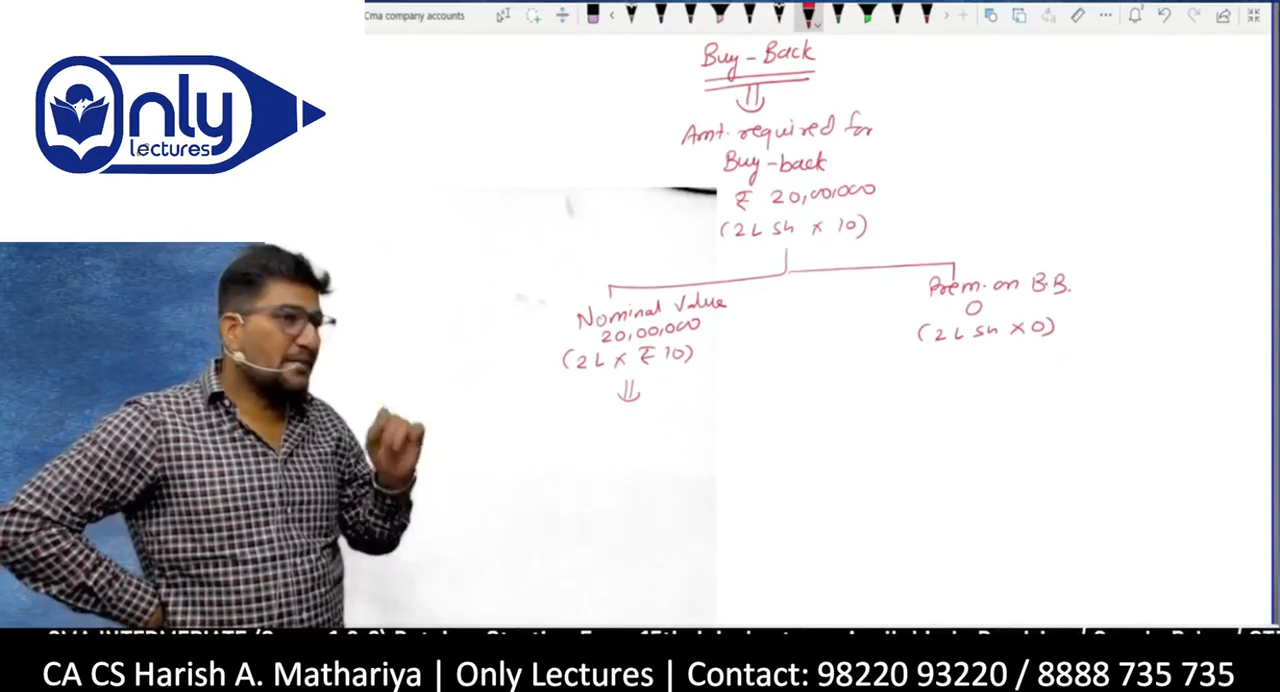 Cma company accounts
Only
lectures
Buy-Back
Amt. required for
Buy-back
₹ 20,00,000
(2L sh x 10)
Nominal Value
20,00,000
(2L x ₹ 10)
Prem. on B.B.
0
(2L sh x 0)
CA CS Harish A. Mathariya | Only Lectures | Contact: 98220 93220 / 8888 735 735